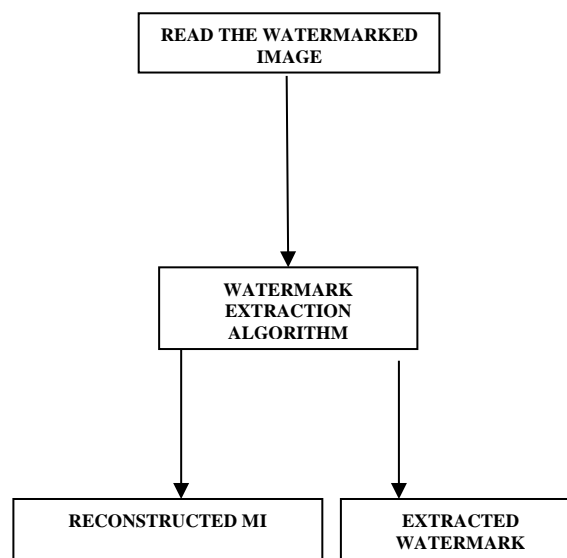 READ THE WATERMARKED
IMAGE
WATERMARK
EXTRACTION
ALGORITHM
RECONSTRUCTED MI
EXTRACTED
WATERMARK